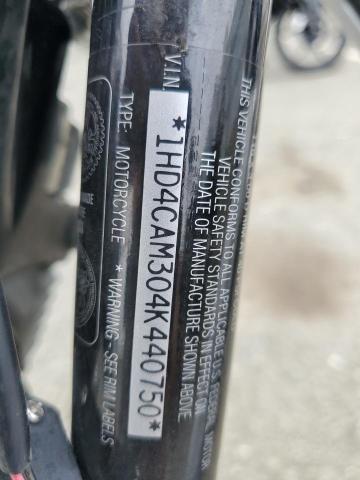 THIS VEHICLE CONFORMS TO ALL APPLICABLE U.S. FEDERAL MOTOR
VEHICLE SAFETY STANDARDS IN EFFECT ON
THE DATE OF MANUFACTURE SHOWN ABOVE
V.I.N.
*1HD4CAM304K440750*
TYPE: MOTORCYCLE * WARNING - SEE RIM LABELS